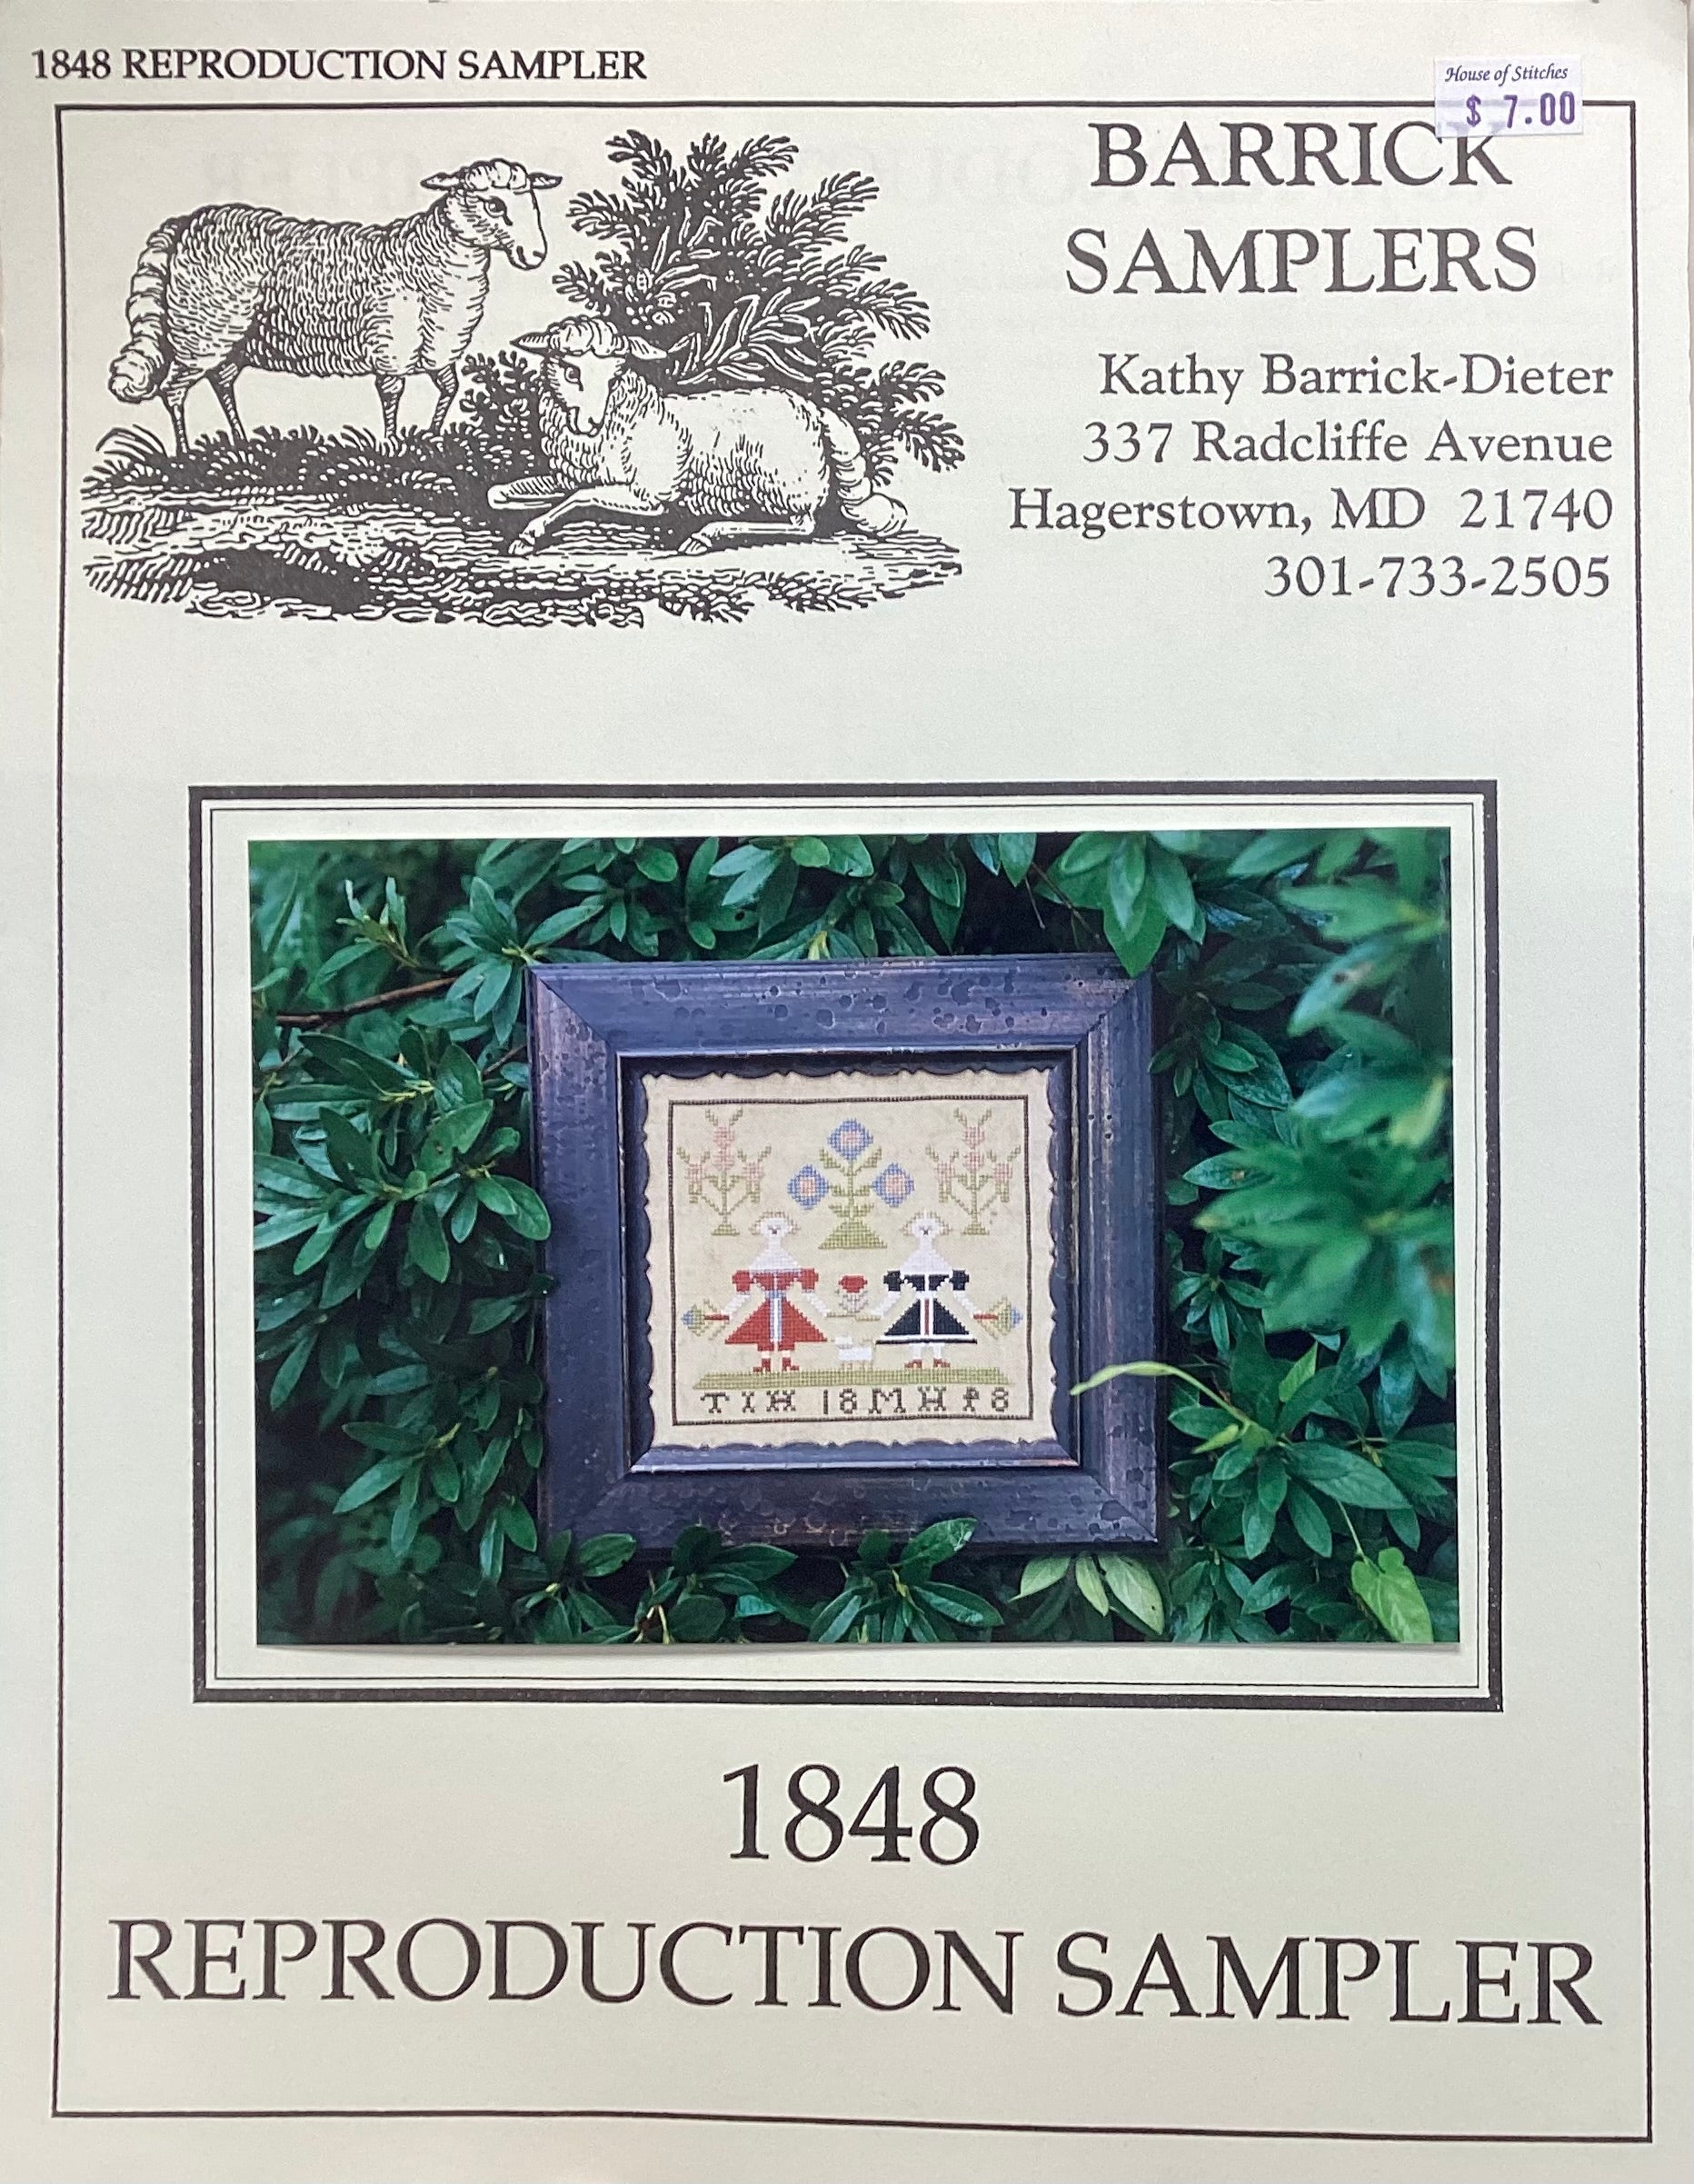 1848 REPRODUCTION SAMPLER
House of Stitches
$ 7.00
BARRICK
SAMPLERS
Kathy Barrick-Dieter
337 Radcliffe Avenue
Hagerstown, MD 21740
301-733-2505
TIH 18MH48
1848
REPRODUCTION SAMPLER